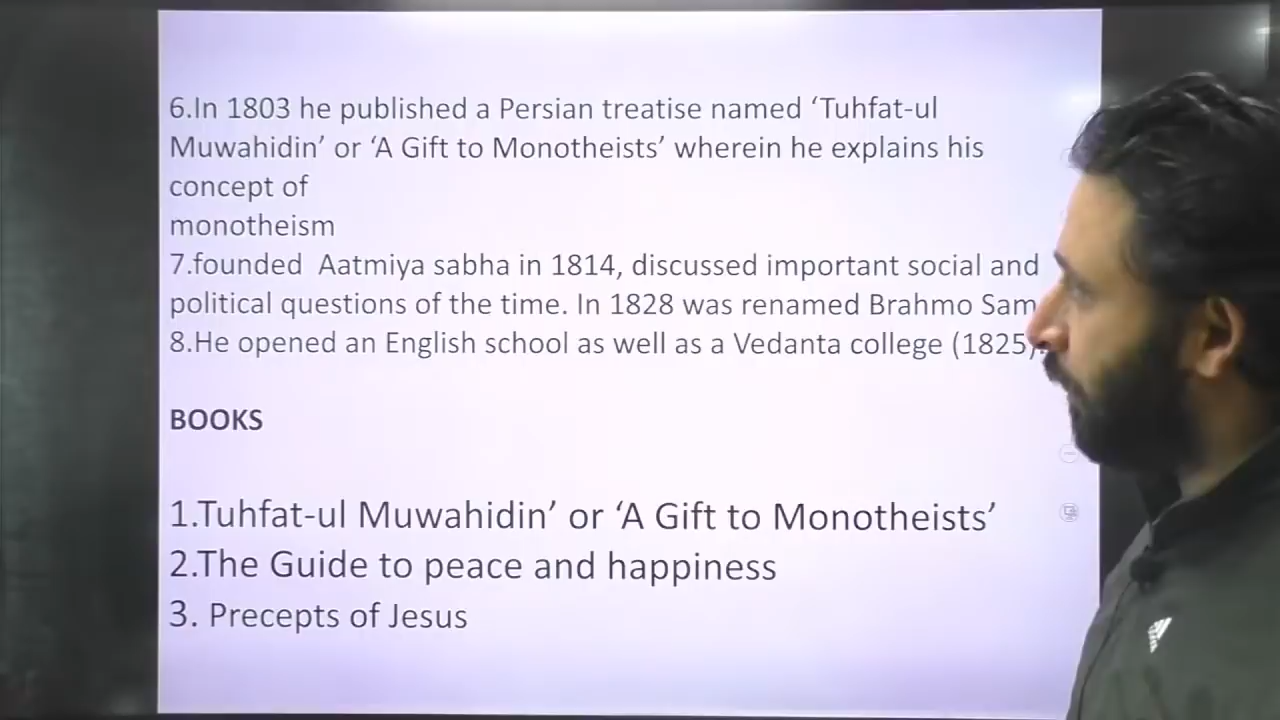 6.In 1803 he published a Persian treatise named ‘Tuhfat-ul
Muwahidin’ or ‘A Gift to Monotheists’ wherein he explains his
concept of
monotheism
7.founded Aatmiya sabha in 1814, discussed important social and
political questions of the time. In 1828 was renamed Brahmo Sam
8.He opened an English school as well as a Vedanta college (1825).
BOOKS
1.Tuhfat-ul Muwahidin’ or ‘A Gift to Monotheists’
2.The Guide to peace and happiness
3. Precepts of Jesus